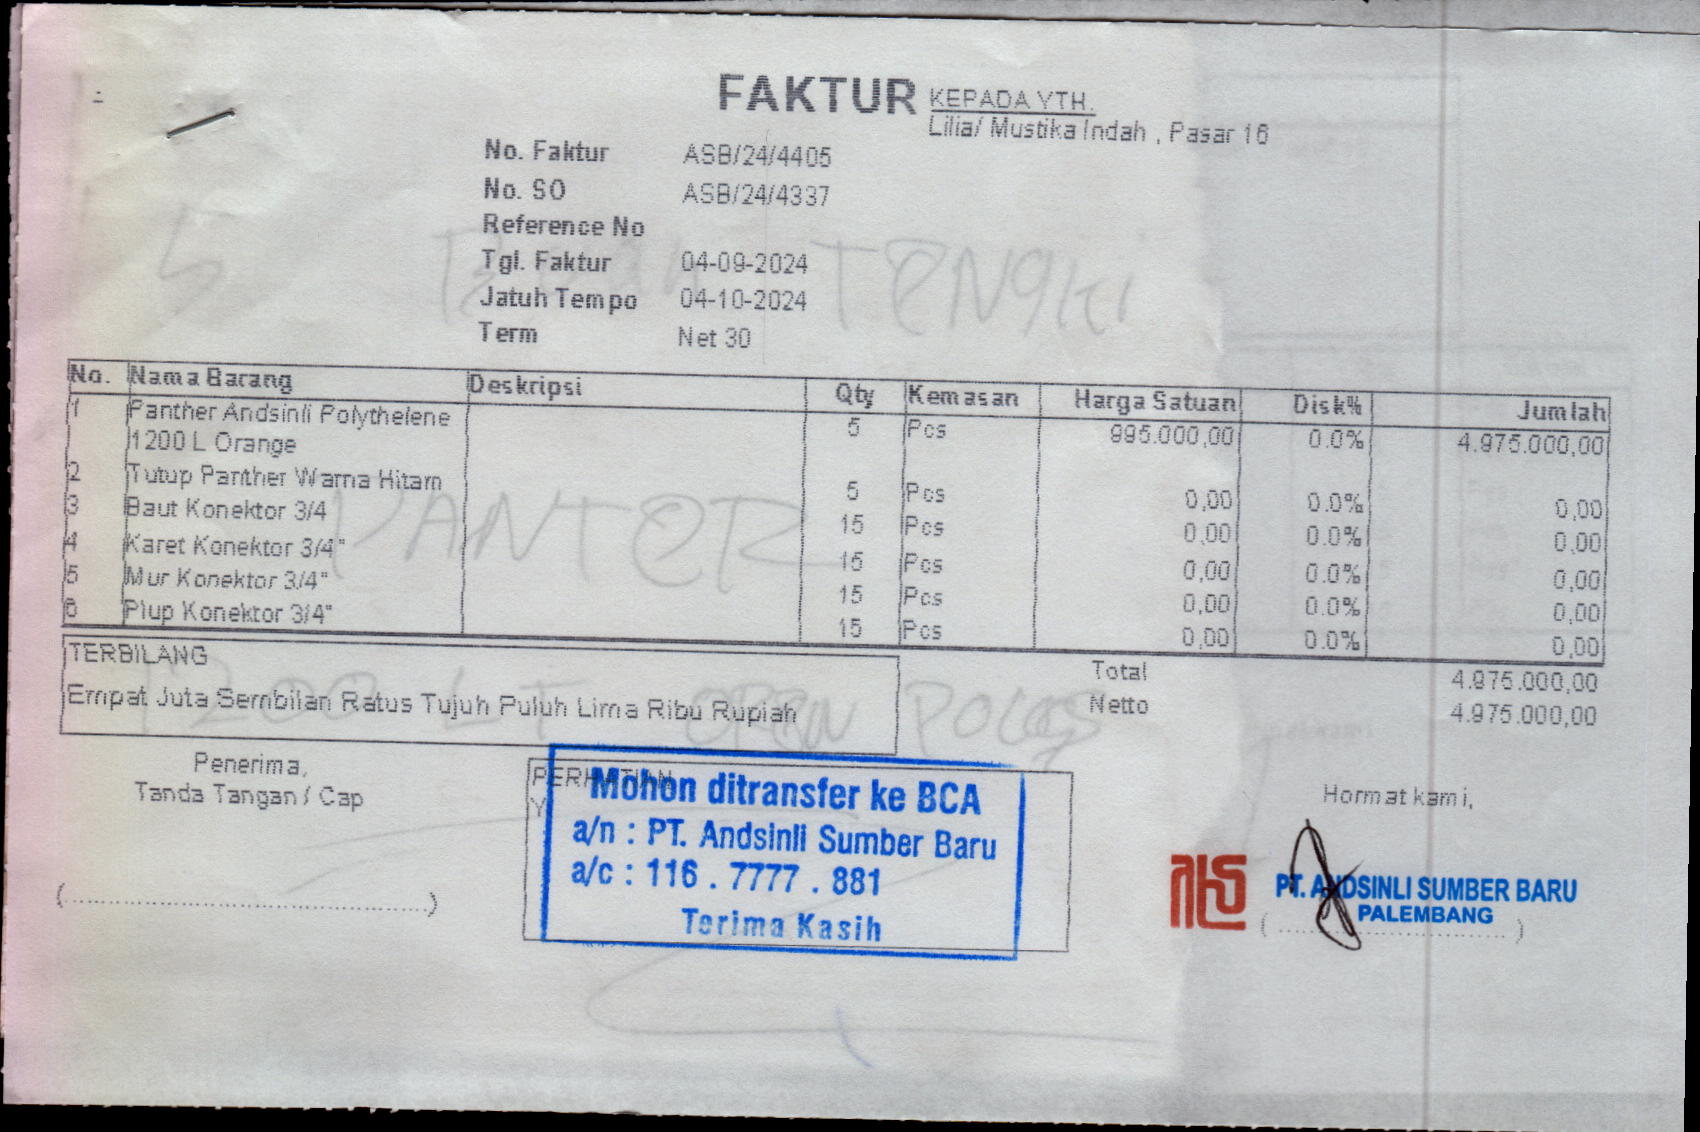 FAKTUR
KEPADA YTH.
Lilia/ Mustika Indah , Pasar 16
No. Faktur ASB/24/4405
No. SO ASB/24/4337
Reference No
Tgl. Faktur 04-09-2024
Jatuh Tempo 04-10-2024
Term Net 30
TENGKI
No. Nama Barang Deskripsi Qty Kemasan Harga Satuan Disk% Jumlah
1 Panther Andsinli Polythelene 5 Pcs 995.000,00 0.0% 4.975.000,00
1200 L Orange
2 Tutup Panther Warna Hitam 5 Pcs 0,00 0.0% 0,00
3 Baut Konektor 3/4 15 Pcs 0,00 0.0% 0,00
4 Karet Konektor 3/4" 15 Pcs 0,00 0.0% 0,00
5 Mur Konektor 3/4" 15 Pcs 0,00 0.0% 0,00
6 Plup Konektor 3/4" 15 Pcs 0,00 0.0% 0,00
VANTER
TERBILANG
Empat Juta Sembilan Ratus Tujuh Puluh Lima Ribu Rupiah
Total 4.975.000,00
Netto 4.975.000,00
1200 LT
Penerima,
Tanda Tangan / Cap
(........................................)
PERHATIAN
Mohon ditransfer ke BCA
a/n : PT. Andsinli Sumber Baru
a/c : 116 . 7777 . 881
Terima Kasih
Hormat kami,
PT. ANDSINLI SUMBER BARU
PALEMBANG
( ........................................ )